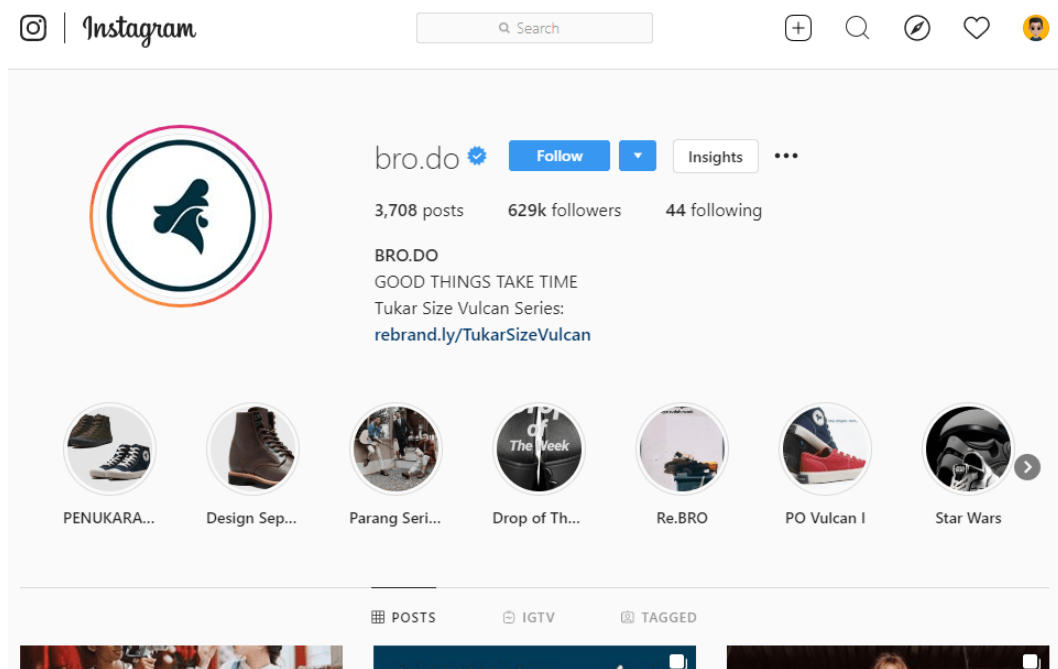 Instagram
Search
bro.do
Follow
Insights
3,708 posts 629k followers 44 following
BRO.DO
GOOD THINGS TAKE TIME
Tukar Size Vulcan Series:
rebrand.ly/TukarSizeVulcan
of
The Week
PENUKARA...
Design Sep...
Parang Seri...
Drop of Th...
Re.BRO
PO Vulcan I
Star Wars
POSTS
IGTV
TAGGED